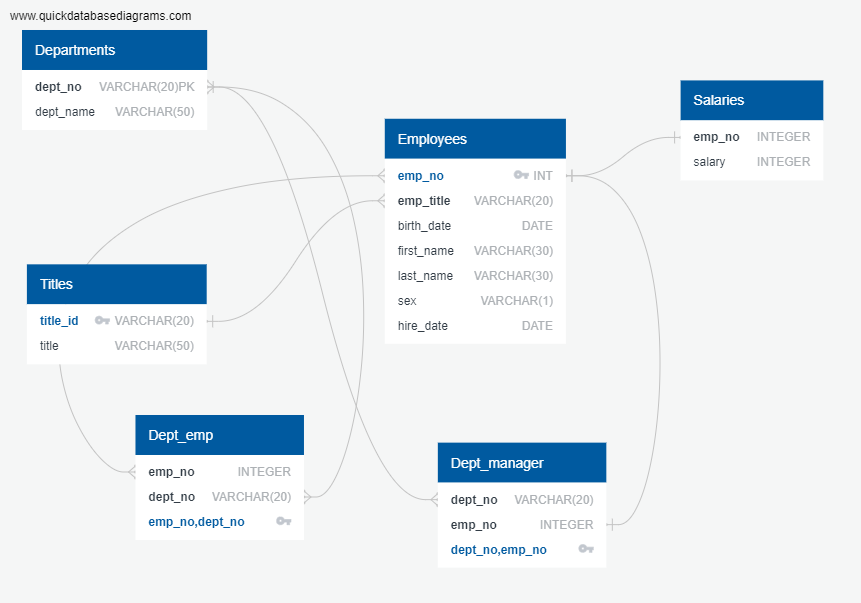 www.quickdatabasediagrams.com
Departments
dept_no VARCHAR(20)PK
dept_name VARCHAR(50)
Employees
emp_no INT
emp_title VARCHAR(20)
birth_date DATE
first_name VARCHAR(30)
last_name VARCHAR(30)
sex VARCHAR(1)
hire_date DATE
Salaries
emp_no INTEGER
salary INTEGER
Titles
title_id VARCHAR(20)
title VARCHAR(50)
Dept_emp
emp_no INTEGER
dept_no VARCHAR(20)
emp_no,dept_no
Dept_manager
dept_no VARCHAR(20)
emp_no INTEGER
dept_no,emp_no